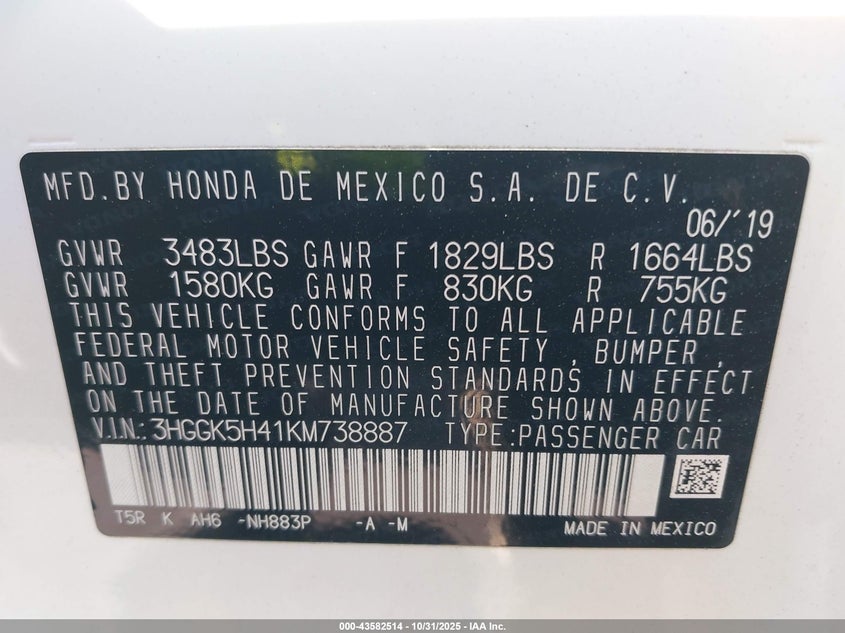 MFD.BY HONDA DE MEXICO S.A. DE C.V.
06/'19
GVWR 3483LBS GAWR F 1829LBS R 1664LBS
GVWR 1580KG GAWR F 830KG R 755KG
THIS VEHICLE CONFORMS TO ALL APPLICABLE
FEDERAL MOTOR VEHICLE SAFETY, BUMPER,
AND THEFT PREVENTION STANDARDS IN EFFECT
ON THE DATE OF MANUFACTURE SHOWN ABOVE.
V.I.N.:3HGGK5H41KM738887 TYPE:PASSENGER CAR
T5R K AH6 -NH883P -A -M MADE IN MEXICO
000-43582514 - 10/31/2025 - IAA Inc.